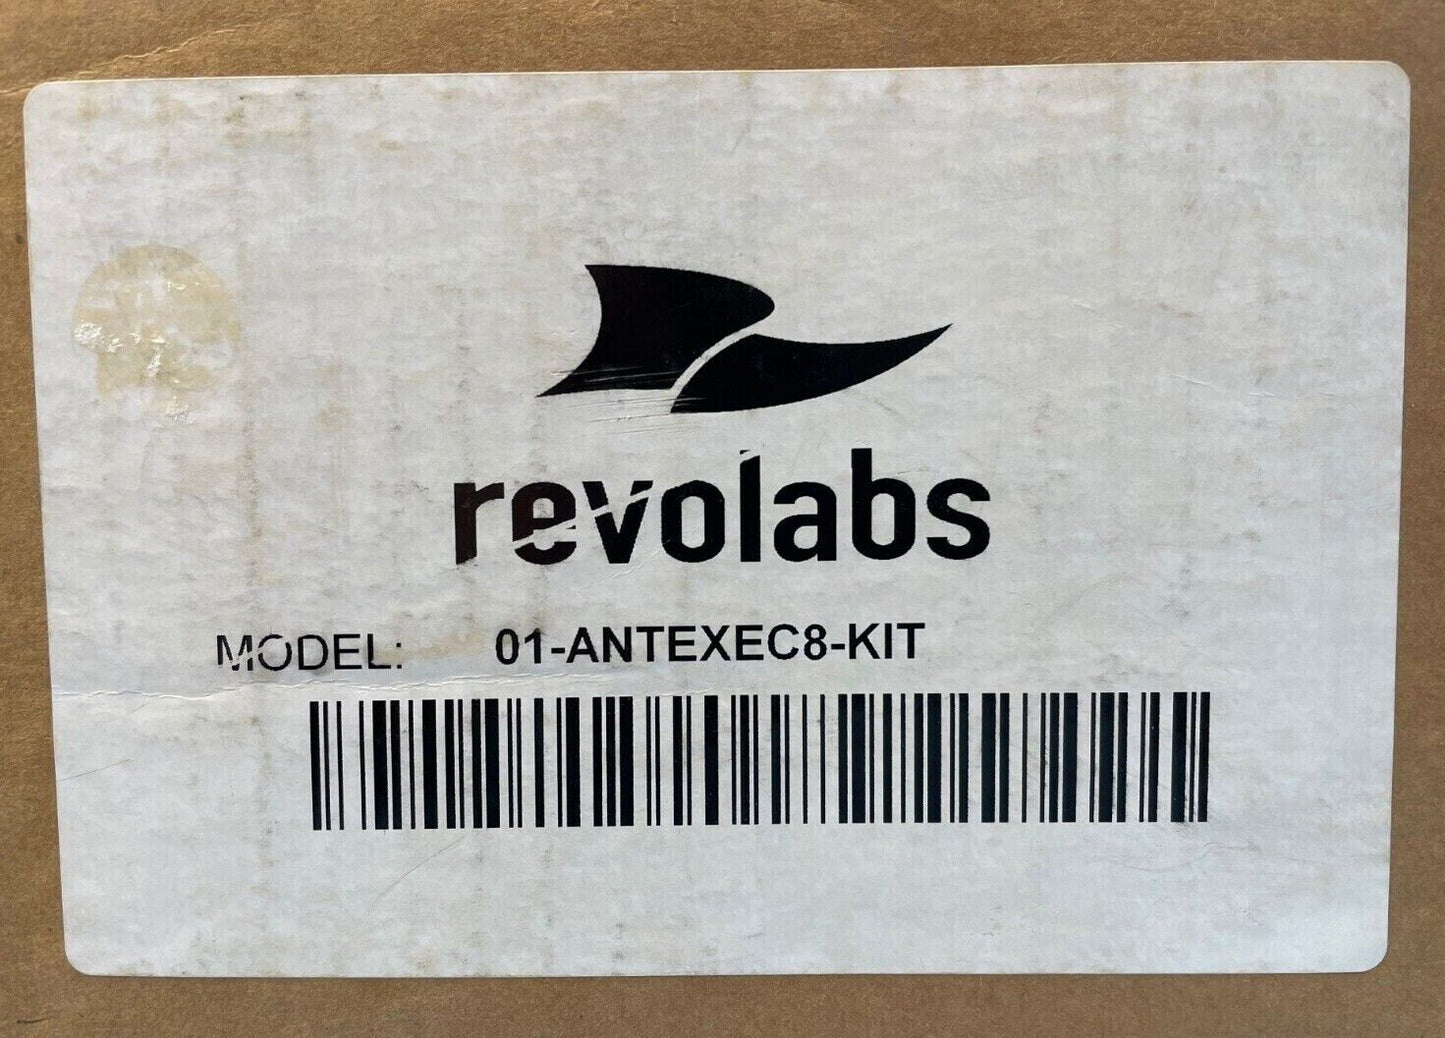 revolabs
MODEL: 01-ANTEXEC8-KIT